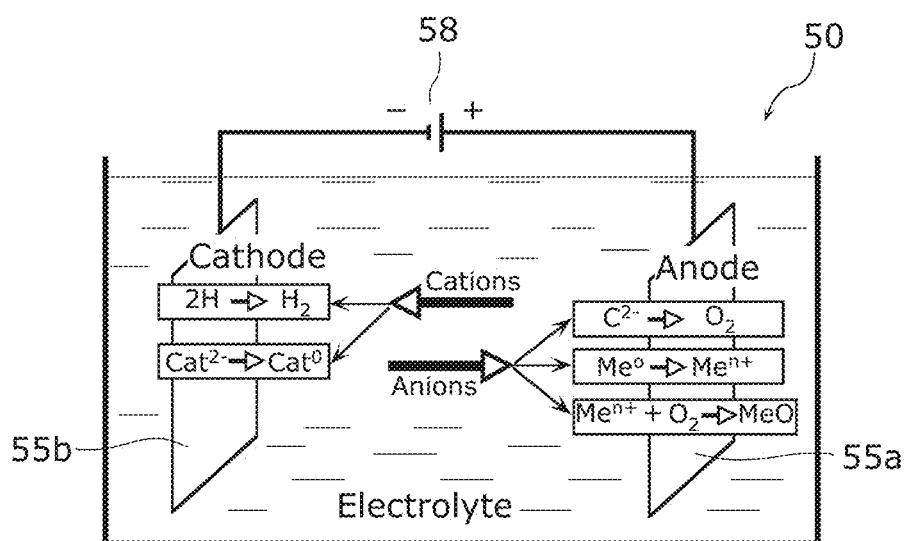 58
50
− +
Cathode
Anode
Cations
2H → H₂
C²⁻ → O₂
Cat²⁻ → Cat⁰
Me⁰ → Meⁿ⁺
Anions
Meⁿ⁺ + O₂ → MeO
55b
55a
Electrolyte